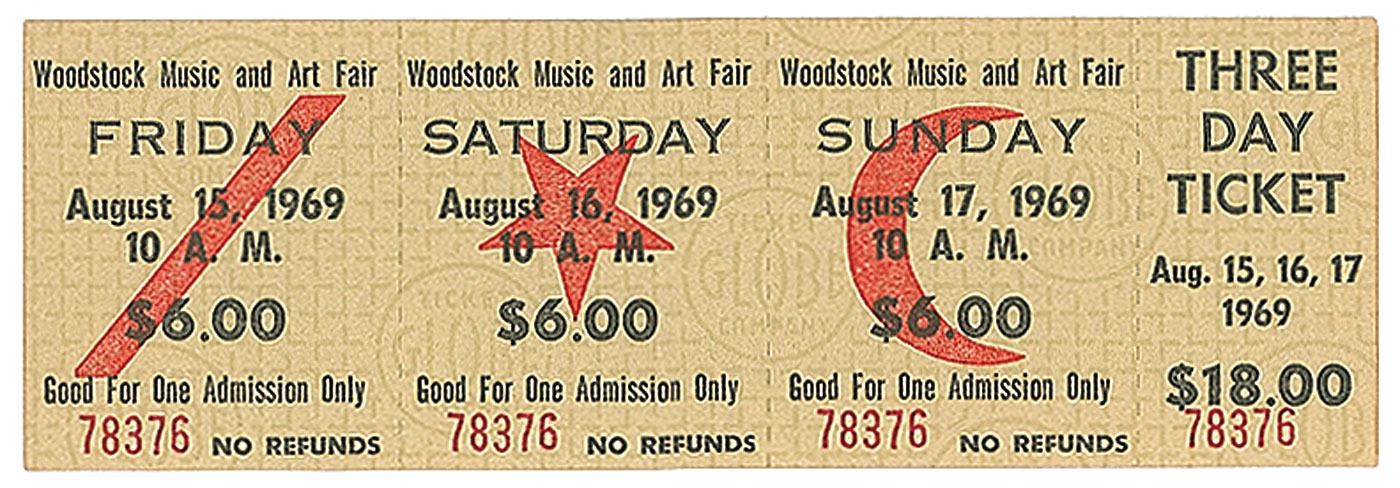 Woodstock Music and Art Fair
FRIDAY
August 15, 1969
10 A. M.
$6.00
Good For One Admission Only
78376 NO REFUNDS
Woodstock Music and Art Fair
SATURDAY
August 16, 1969
10 A. M.
$6.00
Good For One Admission Only
78376 NO REFUNDS
Woodstock Music and Art Fair
SUNDAY
August 17, 1969
10 A. M.
$6.00
Good For One Admission Only
78376 NO REFUNDS
THREE
DAY
TICKET
Aug. 15, 16, 17
1969
$18.00
78376